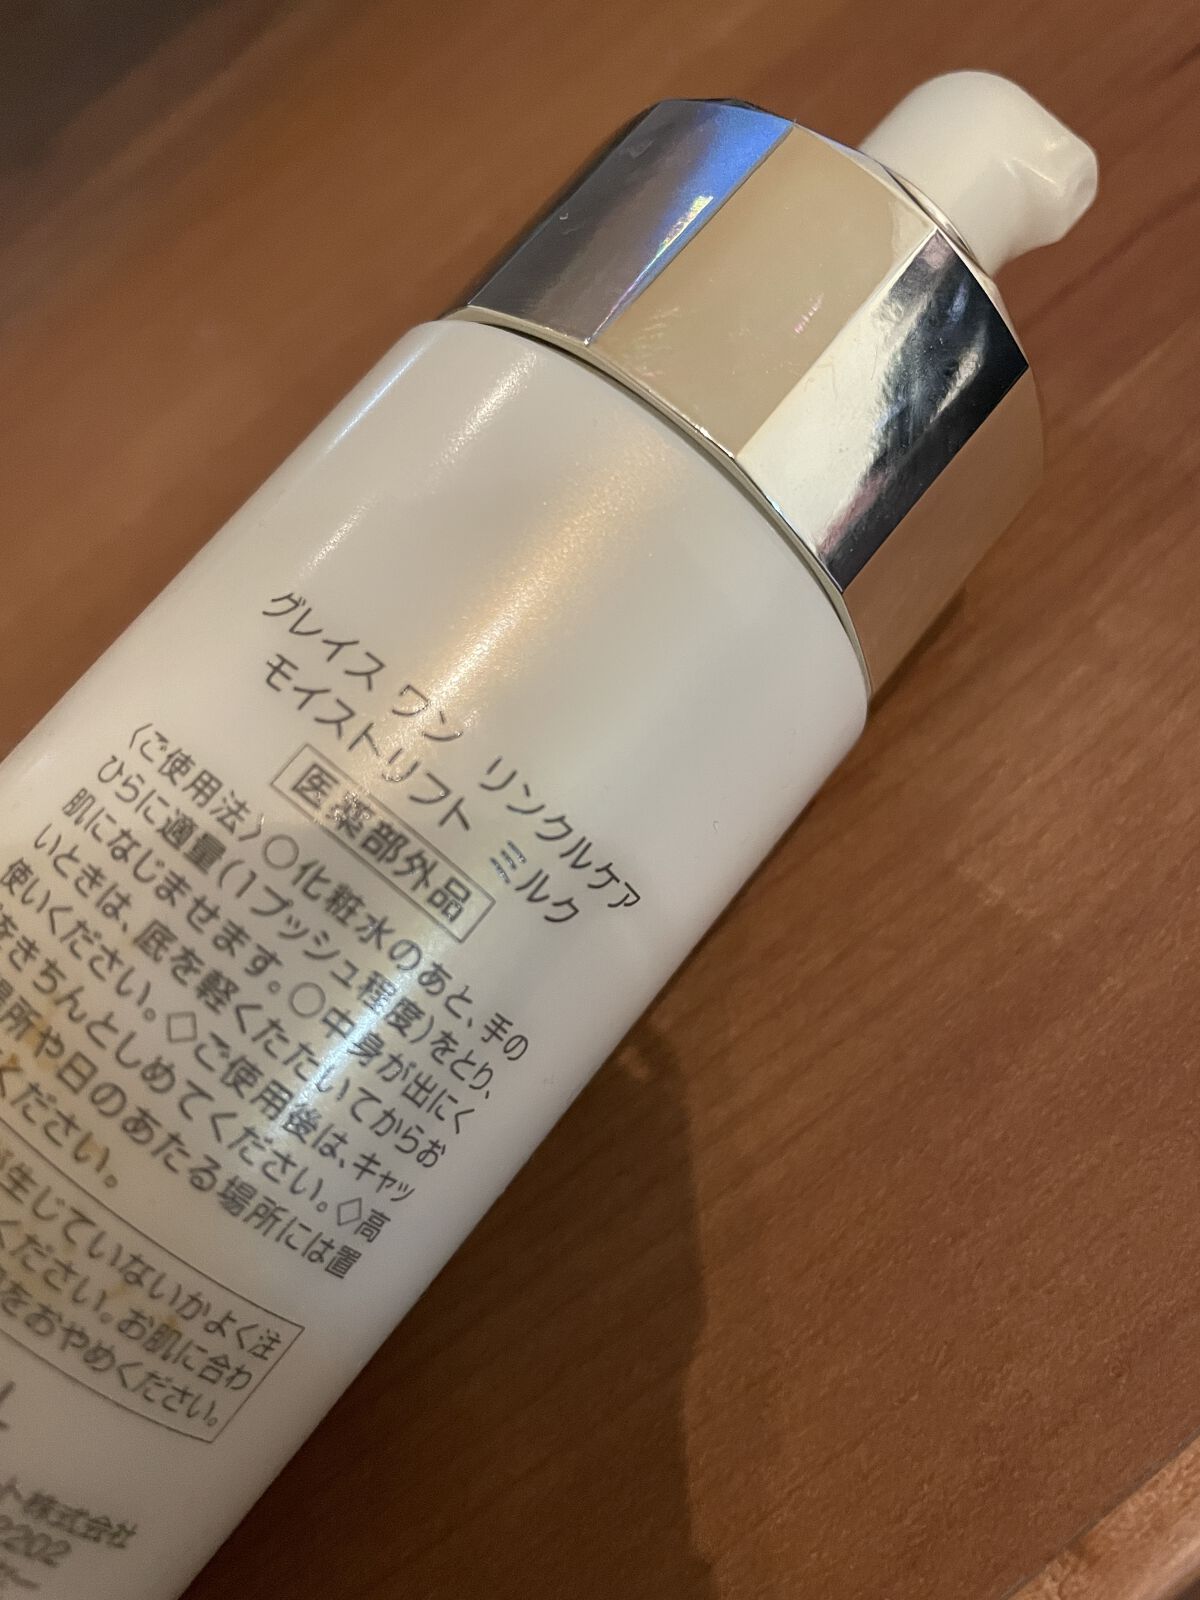 グレイス ワン リンクルケア
モイストリフト ミルク
医薬部外品
〈ご使用法〉○化粧水のあと、手の
ひらに適量(1プッシュ程度)をとり、
肌になじませます。○中身が出にく
いときは、底を軽くたたいてからお
使いください。◇ご使用後は、キャッ
をきちんとしめてください。◇高
場所や日のあたる場所には置
ください。
生じていないかよく注
ください。お肌に合わ
をおやめください。
ート株式会社
0202